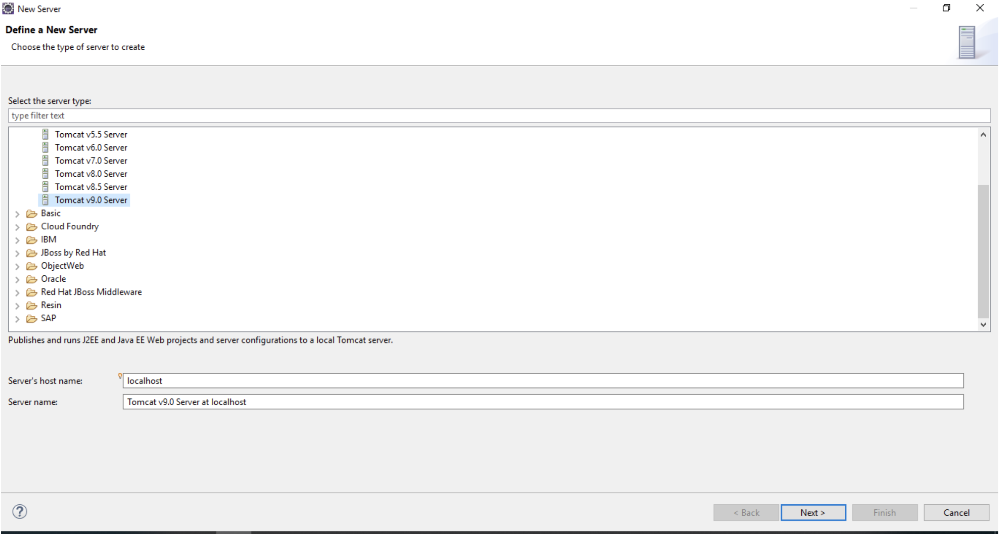 New Server
Define a New Server
Choose the type of server to create
Select the server type:
type filter text
Tomcat v5.5 Server
Tomcat v6.0 Server
Tomcat v7.0 Server
Tomcat v8.0 Server
Tomcat v8.5 Server
Tomcat v9.0 Server
Basic
Cloud Foundry
IBM
JBoss by Red Hat
ObjectWeb
Oracle
Red Hat JBoss Middleware
Resin
SAP
Publishes and runs J2EE and Java EE Web projects and server configurations to a local Tomcat server.
Server's host name: localhost
Server name: Tomcat v9.0 Server at localhost
? < Back Next > Finish Cancel